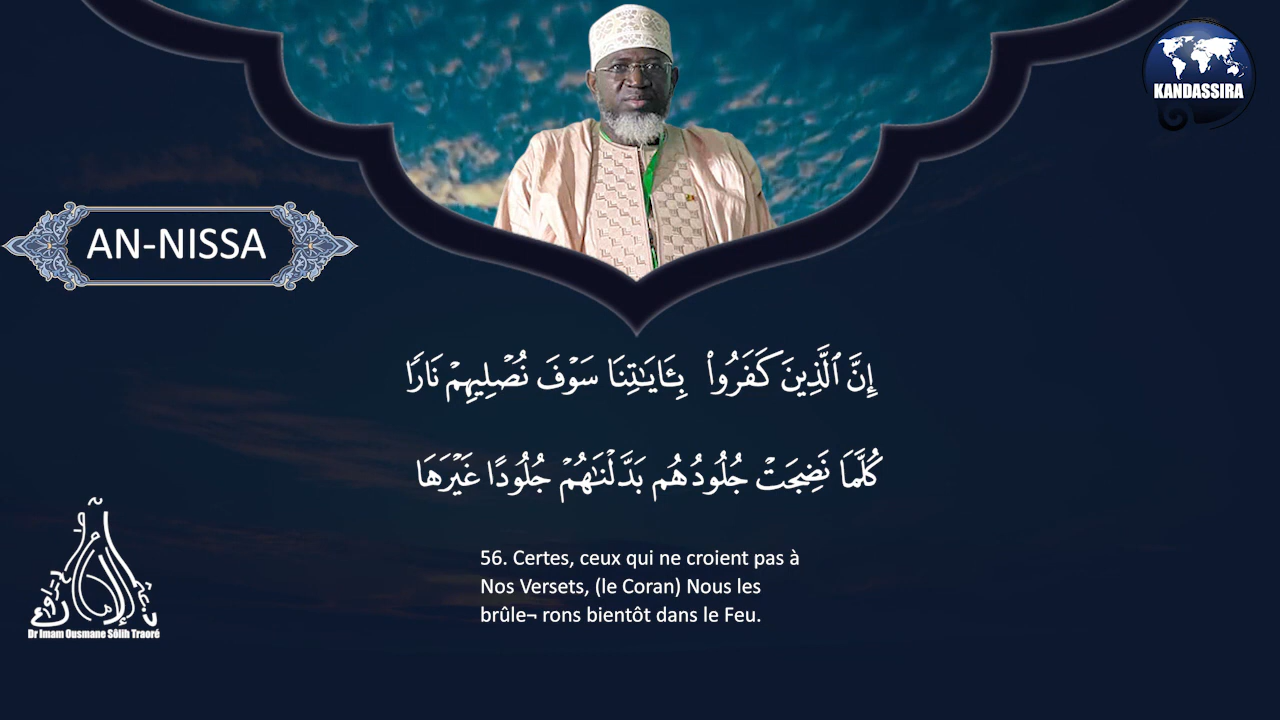 KANDASSIRA
AN-NISSA
إِنَّ ٱلَّذِينَ كَفَرُوا۟ بِـَٔايَـٰتِنَا سَوْفَ نُصْلِيهِمْ نَارًا
كُلَّمَا نَضِجَتْ جُلُودُهُم بَدَّلْنَـٰهُمْ جُلُودًا غَيْرَهَا
56. Certes, ceux qui ne croient pas à
Nos Versets, (le Coran) Nous les
brûle¬ rons bientôt dans le Feu.
Dr Imam Ousmane Sôlih Traoré